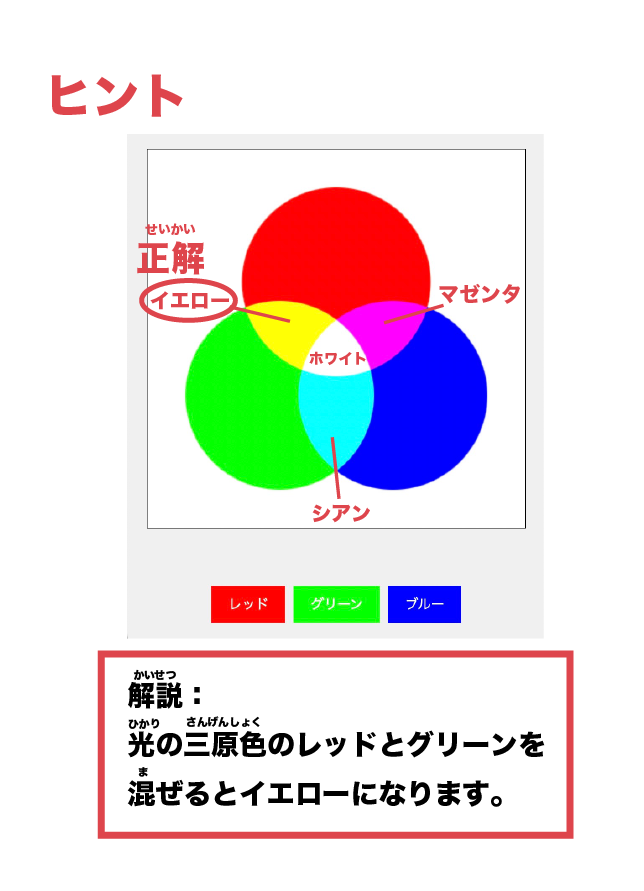 ヒント
せいかい
正解
イエロー
マゼンタ
ホワイト
シアン
レッド グリーン ブルー
かいせつ
解説：
ひかり さんげんしょく
光の三原色のレッドとグリーンを
ま
混ぜるとイエローになります。